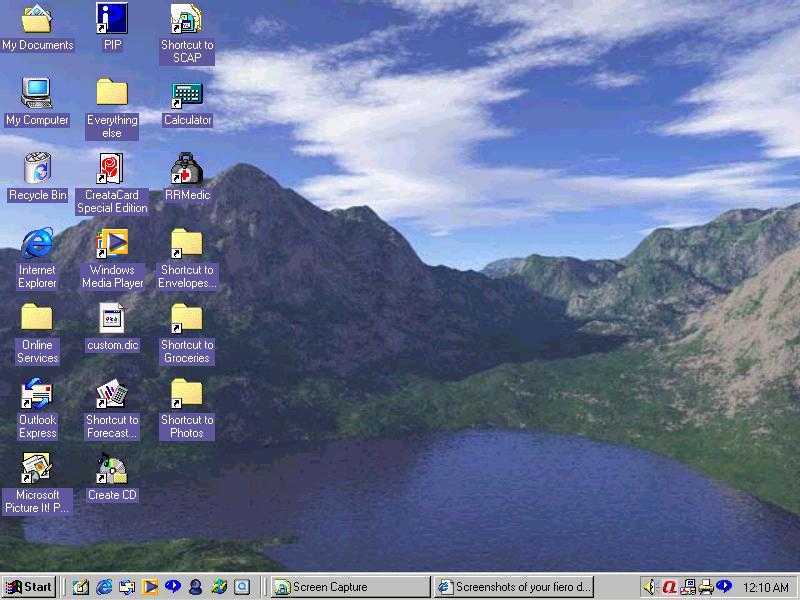 My Documents
PIP
Shortcut to
SCAP
My Computer
Everything
else
Calculator
Recycle Bin
CreataCard
Special Edition
RRMedic
Internet
Explorer
Windows
Media Player
Shortcut to
Envelopes...
Online
Services
custom.dic
Shortcut to
Groceries
Outlook
Express
Shortcut to
Forecast...
Shortcut to
Photos
Microsoft
Picture It! P...
Create CD
Start
Screen Capture
Screenshots of your fiero d...
12:10 AM